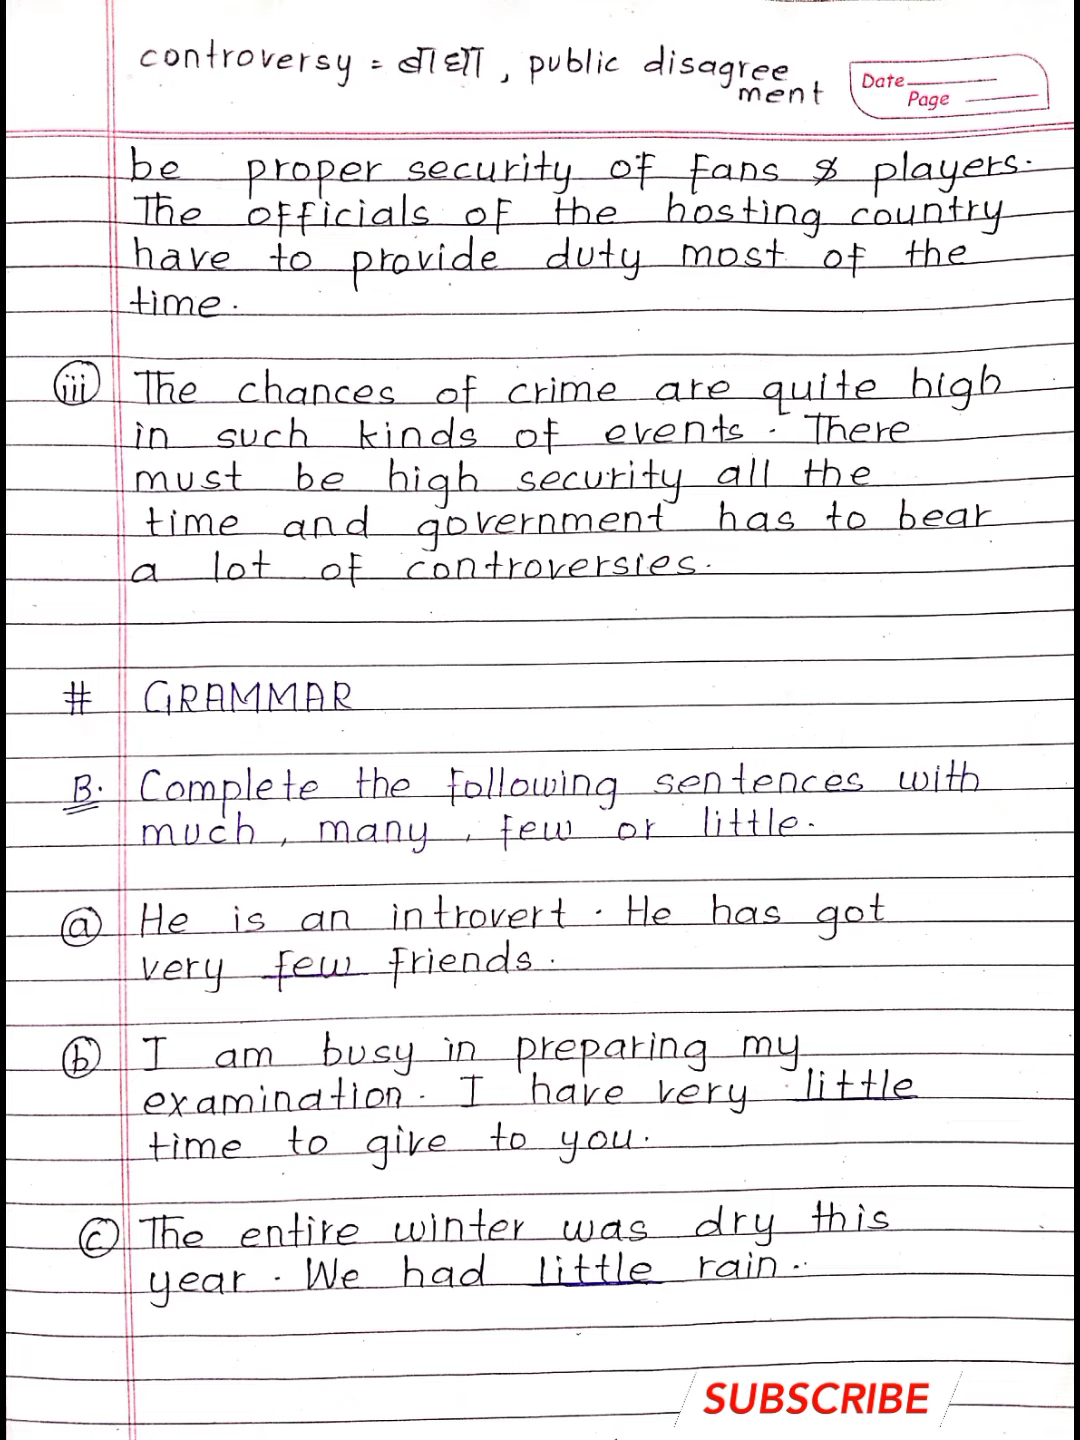 controversy = बाधा, public disagree
ment
Date
Page
be proper security of fans & players.
The officials of the hosting country
have to provide duty most of the
time.
iii The chances of crime are quite high
in such kinds of events. There
must be high security all the
time and government has to bear
a lot of controversies.
# GRAMMAR
B. Complete the following sentences with
much, many, few or little.
a He is an introvert. He has got
very few friends.
b I am busy in preparing my
examination. I have very little
time to give to you.
c The entire winter was dry this
year. We had little rain.
SUBSCRIBE